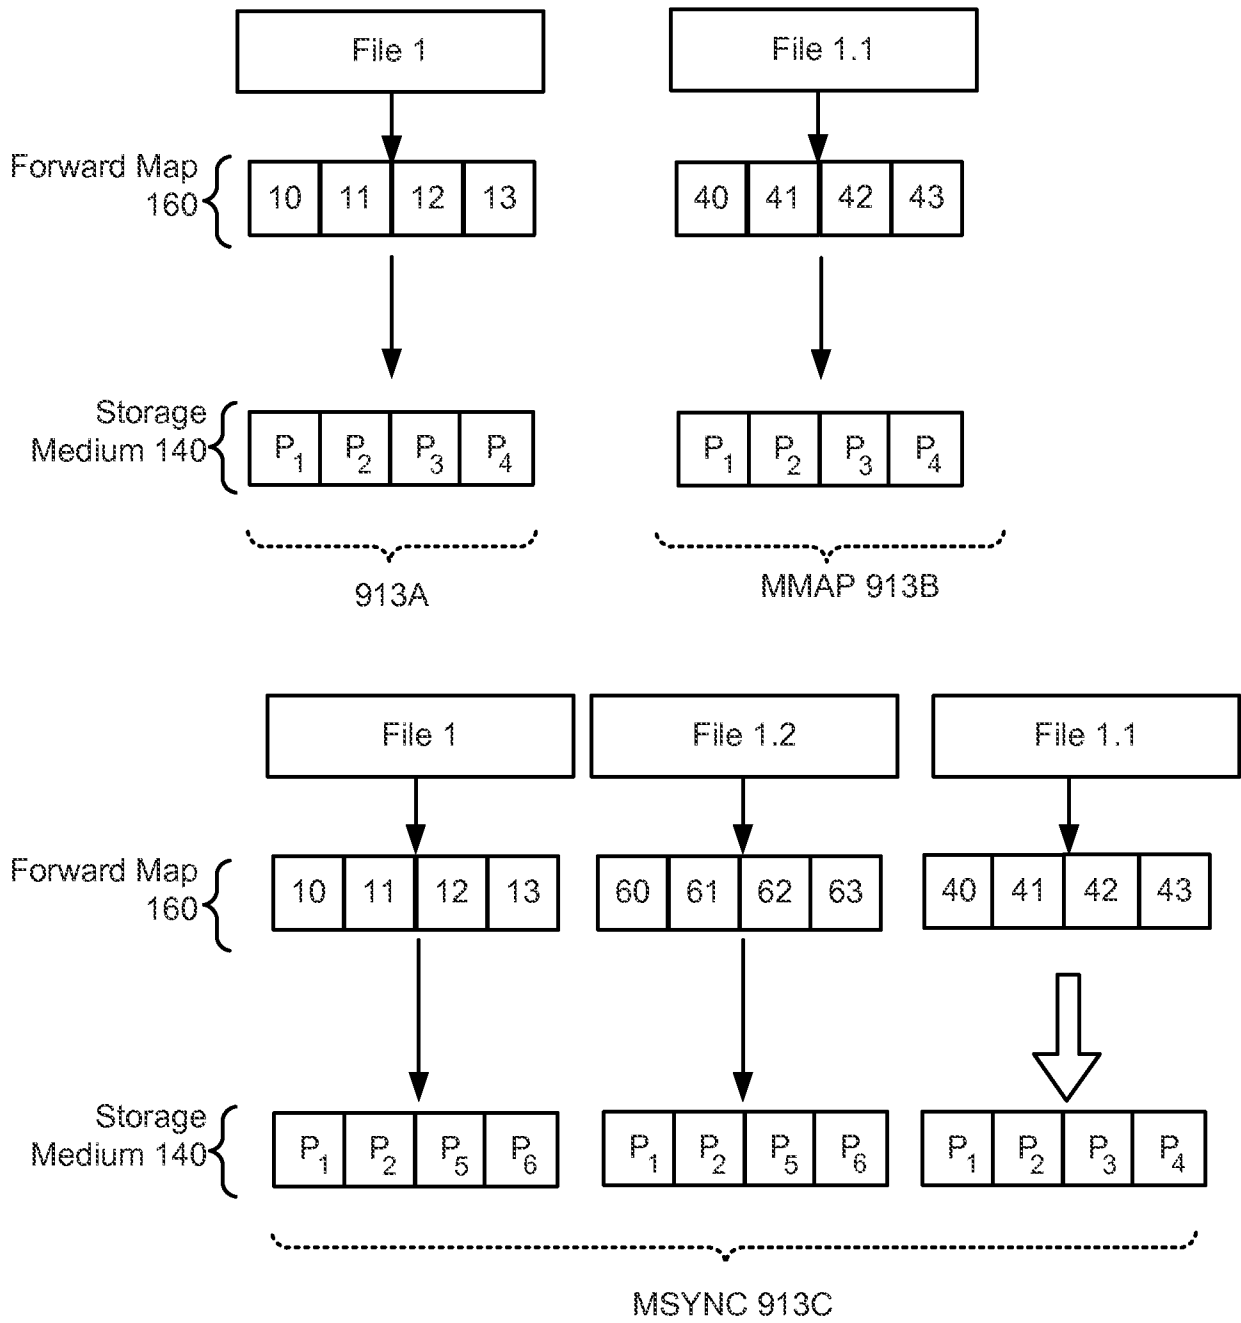 File 1
File 1.1
Forward Map
160
10 11 12 13
40 41 42 43
Storage
Medium 140
P1 P2 P3 P4
P1 P2 P3 P4
913A
MMAP 913B
File 1
File 1.2
File 1.1
Forward Map
160
10 11 12 13
60 61 62 63
40 41 42 43
Storage
Medium 140
P1 P2 P5 P6
P1 P2 P5 P6
P1 P2 P3 P4
MSYNC 913C